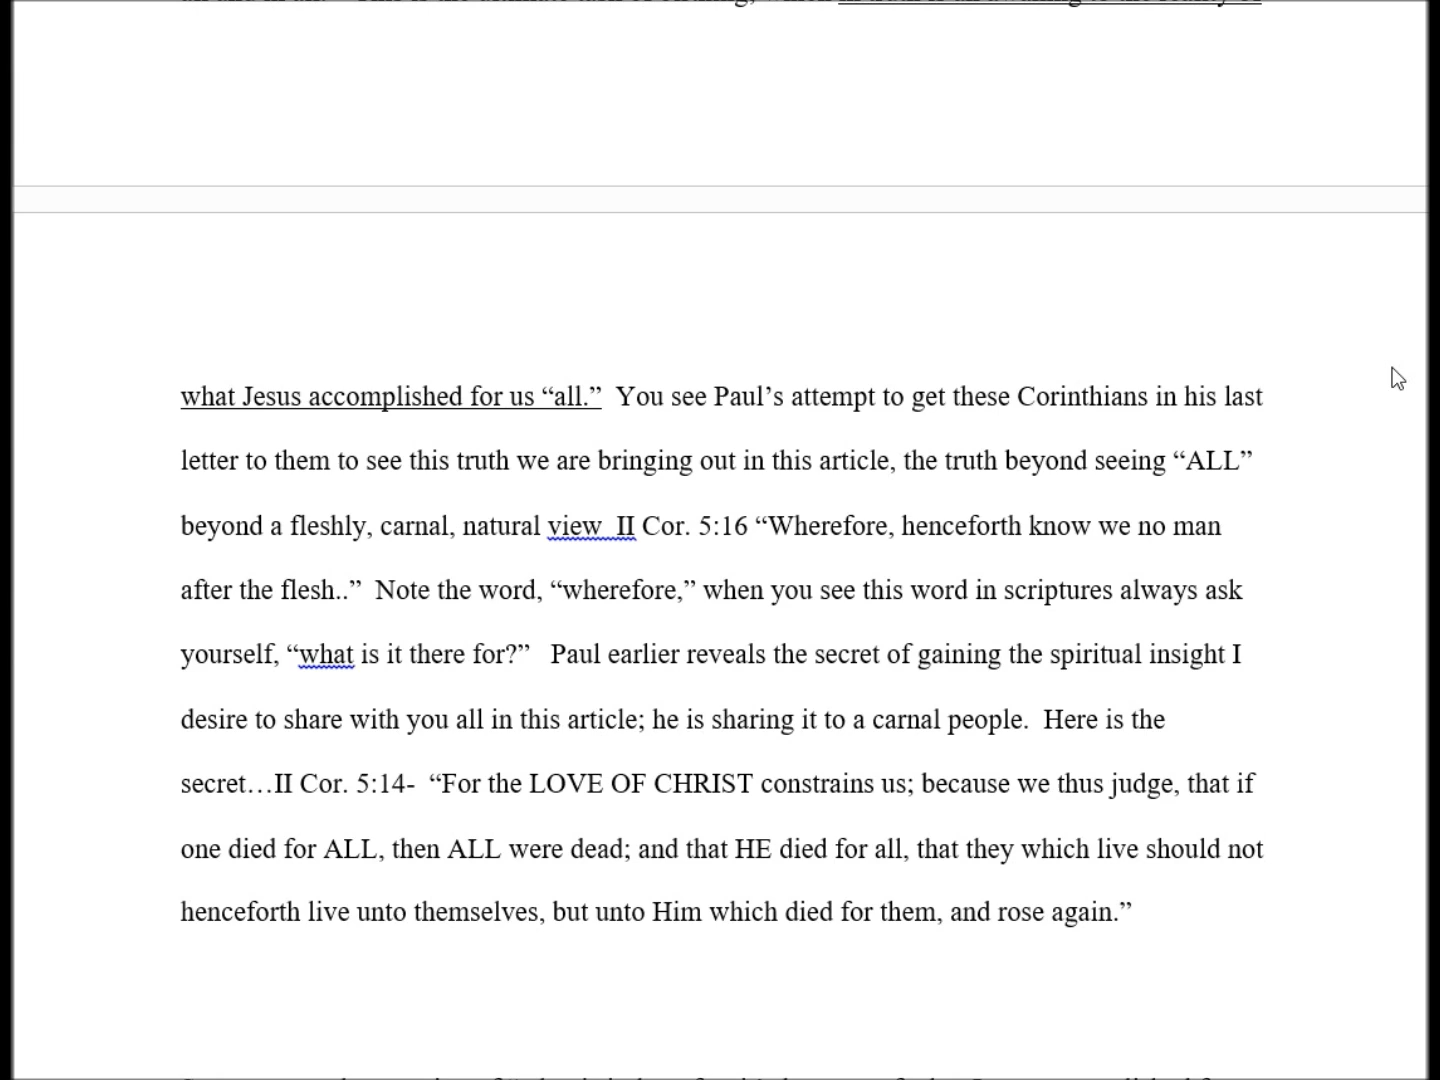 what Jesus accomplished for us “all.”  You see Paul’s attempt to get these Corinthians in his last
letter to them to see this truth we are bringing out in this article, the truth beyond seeing “ALL”
beyond a fleshly, carnal, natural view  II Cor. 5:16 “Wherefore, henceforth know we no man
after the flesh..”  Note the word, “wherefore,” when you see this word in scriptures always ask
yourself, “what is it there for?”   Paul earlier reveals the secret of gaining the spiritual insight I
desire to share with you all in this article; he is sharing it to a carnal people.  Here is the
secret…II Cor. 5:14-  “For the LOVE OF CHRIST constrains us; because we thus judge, that if
one died for ALL, then ALL were dead; and that HE died for all, that they which live should not
henceforth live unto themselves, but unto Him which died for them, and rose again.”